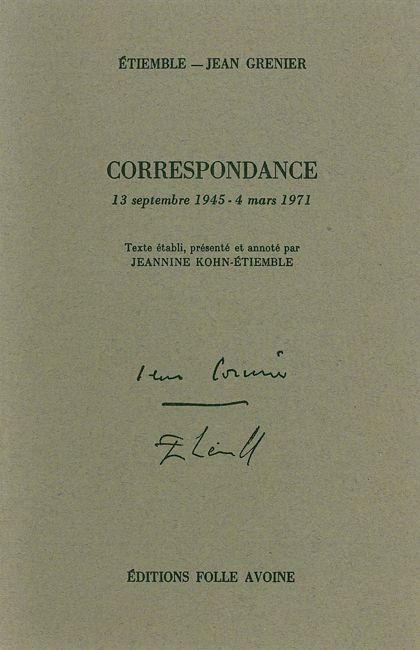 ÉTIEMBLE — JEAN GRENIER
CORRESPONDANCE
13 septembre 1945 - 4 mars 1971
Texte établi, présenté et annoté par
JEANNINE KOHN-ÉTIEMBLE
ÉDITIONS FOLLE AVOINE